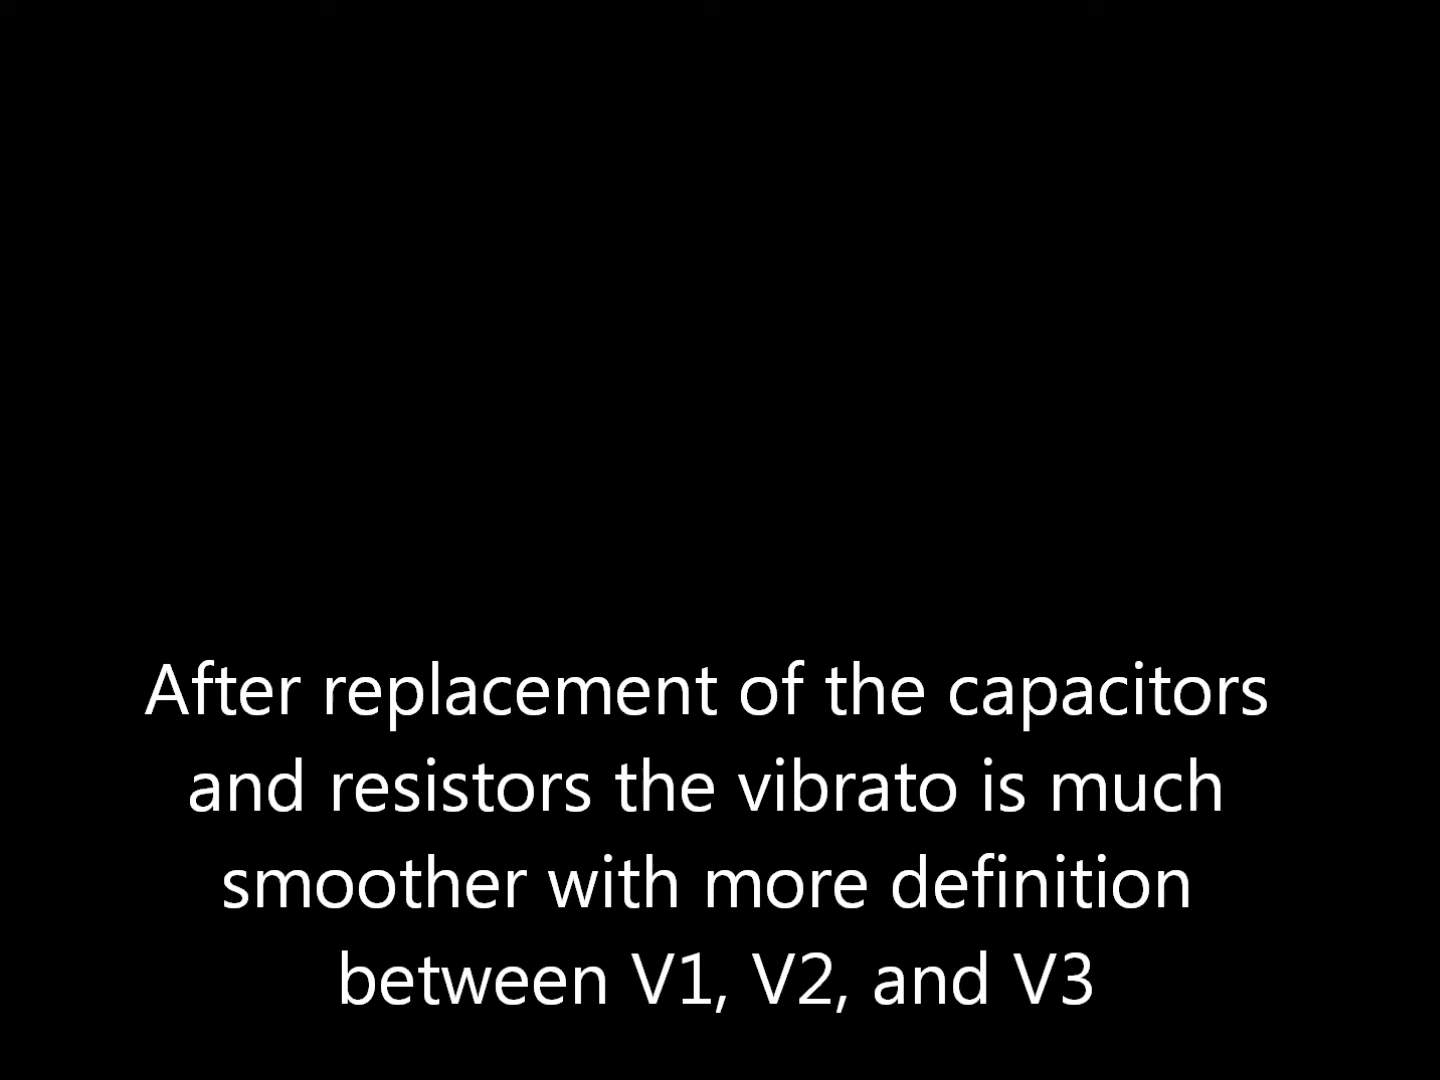 After replacement of the capacitors
and resistors the vibrato is much
smoother with more definition
between V1, V2, and V3